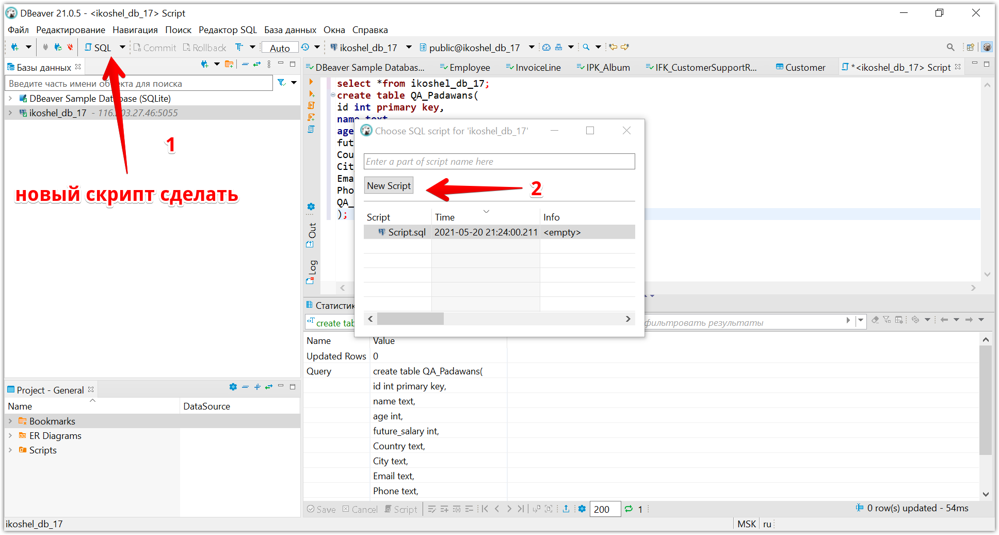 DBeaver 21.0.5 - <ikoshel_db_17> Script
Файл Редактирование Навигация Поиск Редактор SQL База данных Окна Справка
SQL Commit Rollback Auto ikoshel_db_17 public@ikoshel_db_17
Базы данных
Введите часть имени объекта для поиска
DBeaver Sample Database (SQLite)
ikoshel_db_17 - 116.203.27.46:5055
1
новый скрипт сделать
DBeaver Sample Databas... Employee InvoiceLine IPK_Album IFK_CustomerSupportR... Customer *<ikoshel_db_17> Script
select *from ikoshel_db_17;
create table QA_Padawans(
id int primary key,
name text
age
fut
Cou
Cit
Ema
Pho
QA_
);
Out
Log
Choose SQL script for 'ikoshel_db_17'
Enter a part of script name here
New Script
2
Script Time Info
Script.sql 2021-05-20 21:24:00.211 <empty>
Статистик
create tab
фильтровать результаты
Name Value
Updated Rows 0
Query create table QA_Padawans(
id int primary key,
name text,
age int,
future_salary int,
Country text,
City text,
Email text,
Phone text,
Save Cancel Script 200 1 0 row(s) updated - 54ms
Project - General
Name DataSource
Bookmarks
ER Diagrams
Scripts
ikoshel_db_17 MSK ru